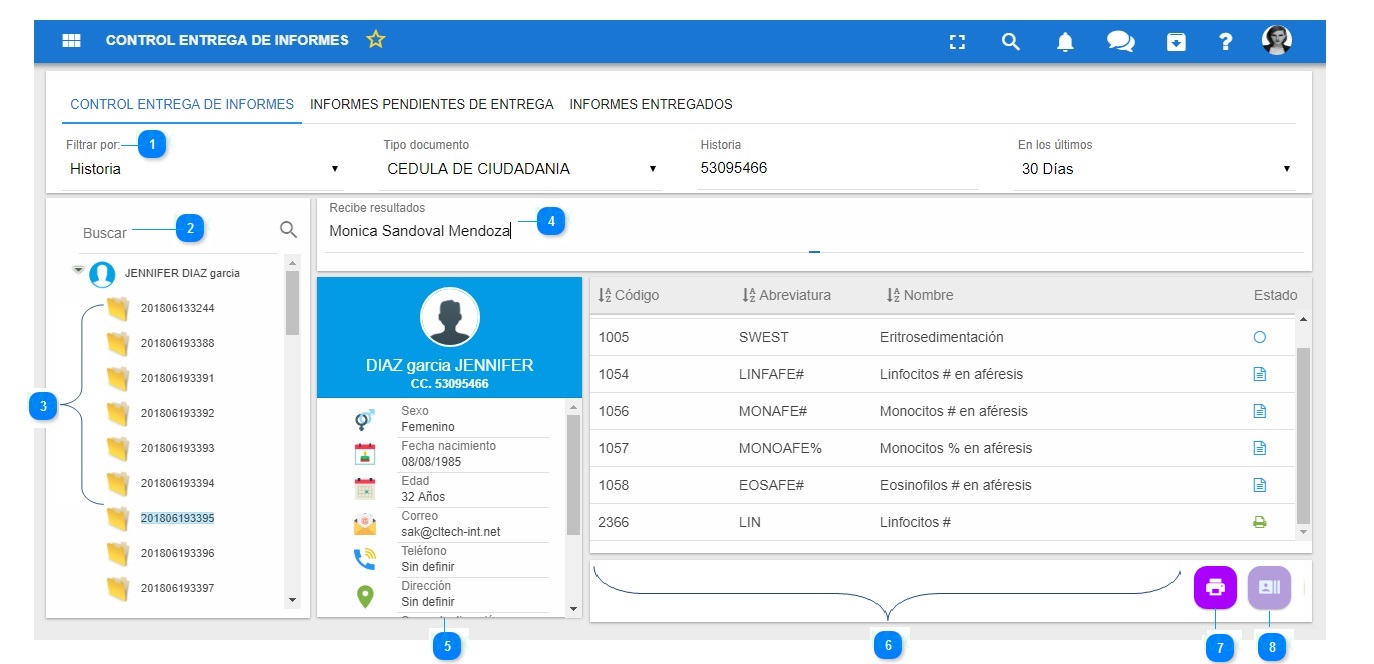 CONTROL ENTREGA DE INFORMES
?
CONTROL ENTREGA DE INFORMES INFORMES PENDIENTES DE ENTREGA INFORMES ENTREGADOS
Filtrar por: 1 Tipo documento Historia En los últimos
Historia CEDULA DE CIUDADANIA 53095466 30 Días
Buscar 2
JENNIFER DIAZ garcia
201806133244
201806193388
201806193391
201806193392
3
201806193393
201806193394
201806193395
201806193396
201806193397
Recibe resultados
Monica Sandoval Mendoza 4
DIAZ garcia JENNIFER
CC. 53095466
Sexo
Femenino
Fecha nacimiento
08/08/1985
Edad
32 Años
Correo
sak@cltech-int.net
Teléfono
Sin definir
Dirección
Sin definir
5
Código Abreviatura Nombre Estado
1005 SWEST Eritrosedimentación
1054 LINFAFE# Linfocitos # en aféresis
1056 MONAFE# Monocitos # en aféresis
1057 MONOAFE% Monocitos % en aféresis
1058 EOSAFE# Eosinofilos # en aféresis
2366 LIN Linfocitos #
6 7 8